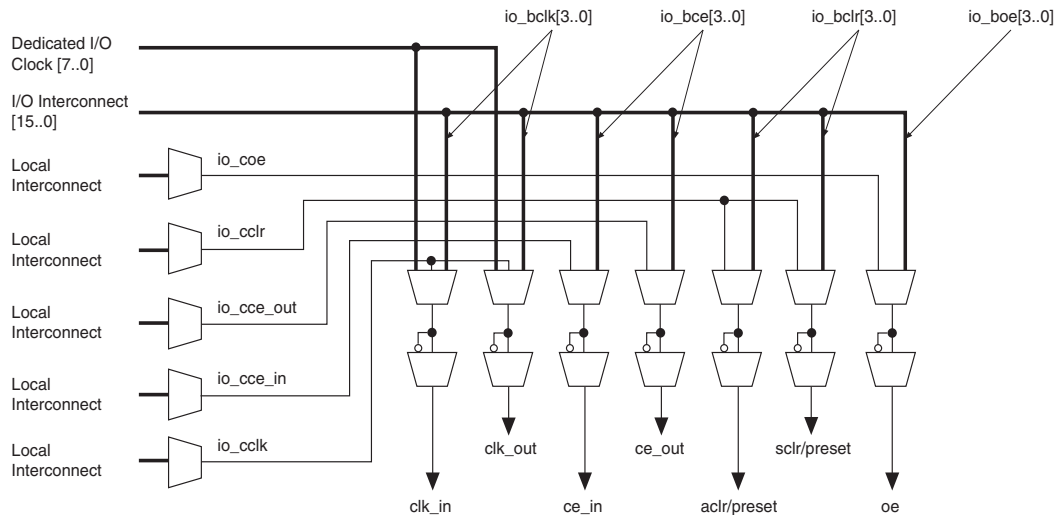 io_bclk[3..0]
io_bce[3..0]
io_bclr[3..0]
io_boe[3..0]
Dedicated I/O
Clock [7..0]
I/O Interconnect
[15..0]
Local
Interconnect
io_coe
Local
Interconnect
io_cclr
Local
Interconnect
io_cce_out
Local
Interconnect
io_cce_in
Local
Interconnect
io_cclk
clk_out
ce_out
sclr/preset
clk_in
ce_in
aclr/preset
oe